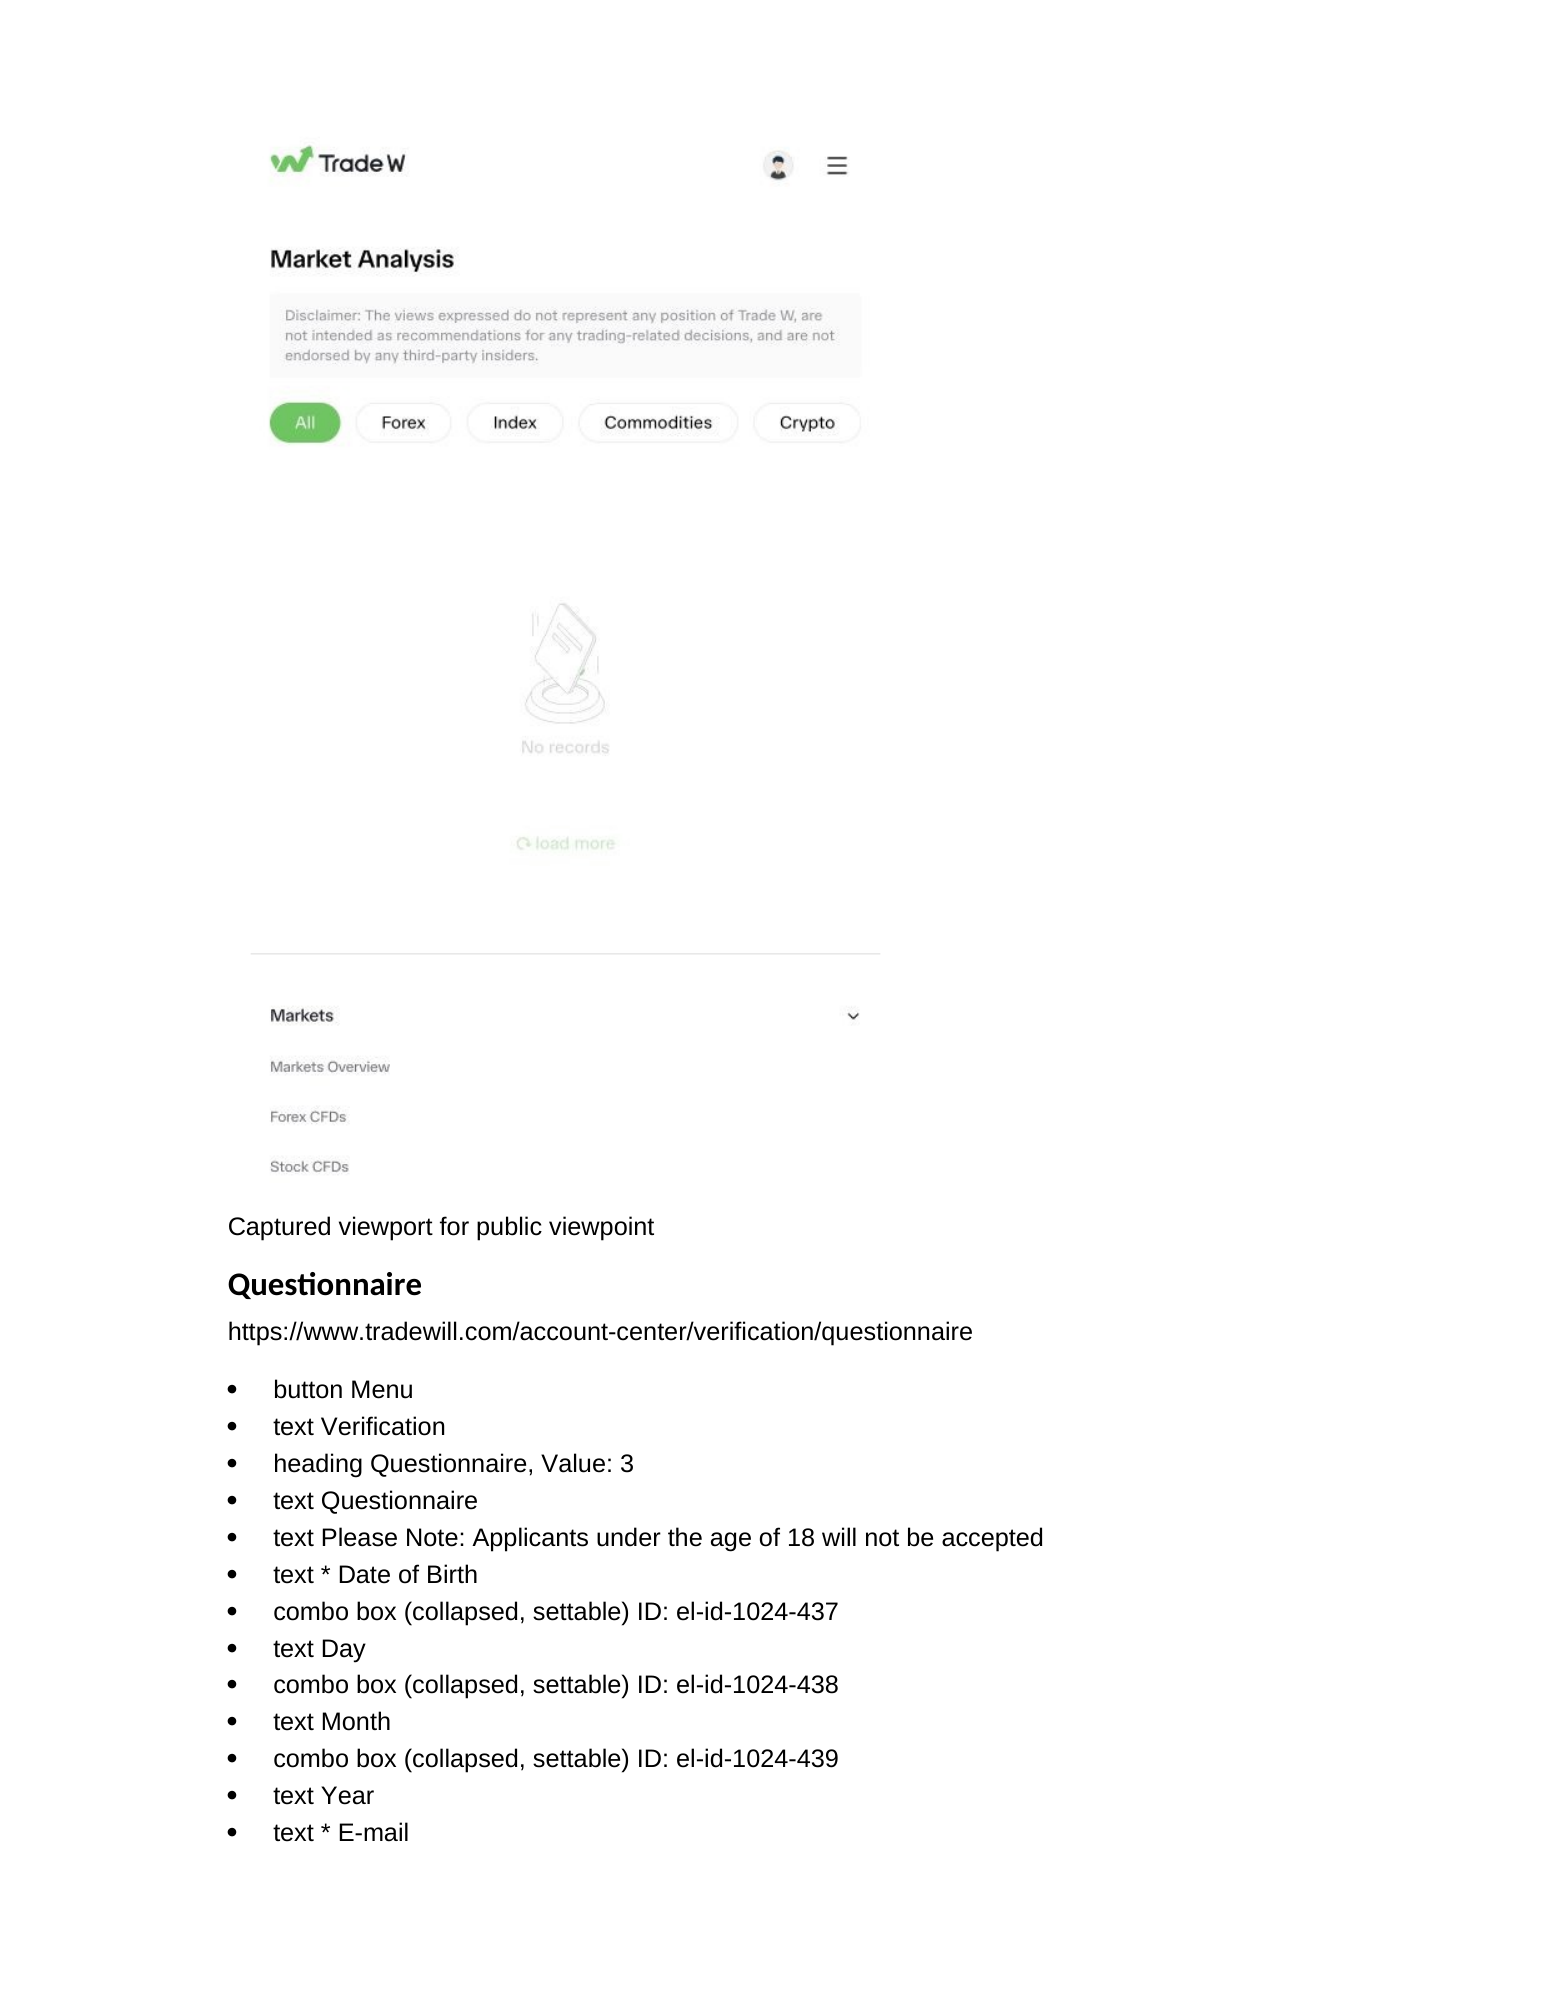 Trade W
Market Analysis
Disclaimer: The views expressed do not represent any position of Trade W, are
not intended as recommendations for any trading-related decisions, and are not
endorsed by any third-party insiders.
All Forex Index Commodities Crypto
No records
load more
Markets
Markets Overview
Forex CFDs
Stock CFDs
Captured viewport for public viewpoint
Questionnaire
https://www.tradewill.com/account-center/verification/questionnaire
• button Menu
• text Verification
• heading Questionnaire, Value: 3
• text Questionnaire
• text Please Note: Applicants under the age of 18 will not be accepted
• text * Date of Birth
• combo box (collapsed, settable) ID: el-id-1024-437
• text Day
• combo box (collapsed, settable) ID: el-id-1024-438
• text Month
• combo box (collapsed, settable) ID: el-id-1024-439
• text Year
• text * E-mail